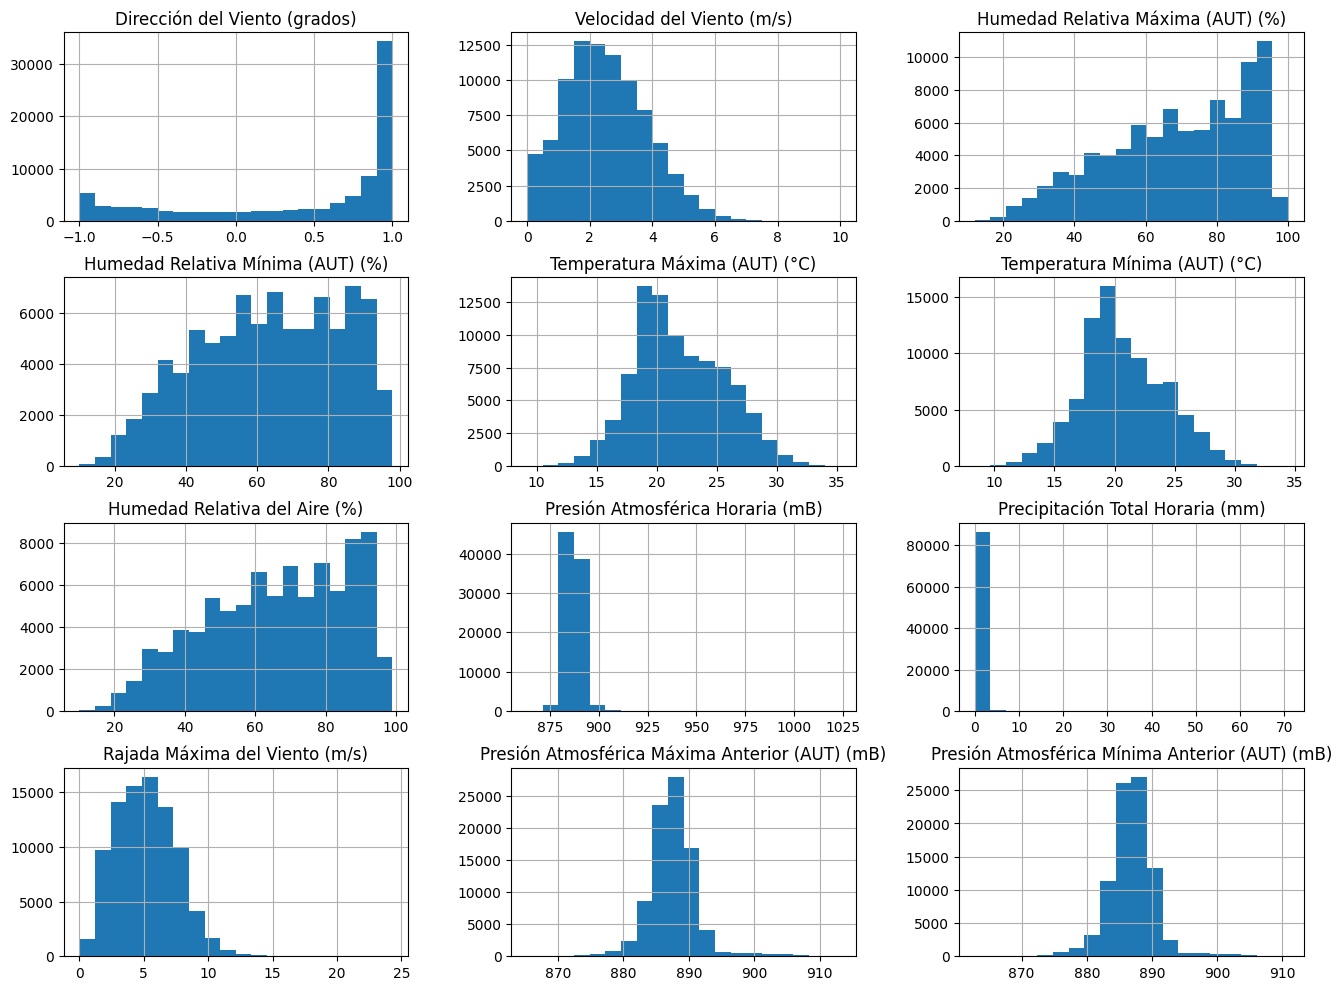 Dirección del Viento (grados)
30000
20000
10000
0
−1.0 −0.5 0.0 0.5 1.0
Velocidad del Viento (m/s)
12500
10000
7500
5000
2500
0
0 2 4 6 8 10
Humedad Relativa Máxima (AUT) (%)
10000
8000
6000
4000
2000
0
20 40 60 80 100
Humedad Relativa Mínima (AUT) (%)
6000
4000
2000
0
20 40 60 80 100
Temperatura Máxima (AUT) (°C)
12500
10000
7500
5000
2500
0
10 15 20 25 30 35
Temperatura Mínima (AUT) (°C)
15000
10000
5000
0
10 15 20 25 30 35
Humedad Relativa del Aire (%)
8000
6000
4000
2000
0
20 40 60 80 100
Presión Atmosférica Horaria (mB)
40000
30000
20000
10000
0
875 900 925 950 975 1000 1025
Precipitación Total Horaria (mm)
80000
60000
40000
20000
0
0 10 20 30 40 50 60 70
Rajada Máxima del Viento (m/s)
15000
10000
5000
0
0 5 10 15 20 25
Presión Atmosférica Máxima Anterior (AUT) (mB)
25000
20000
15000
10000
5000
0
870 880 890 900 910
Presión Atmosférica Mínima Anterior (AUT) (mB)
25000
20000
15000
10000
5000
0
870 880 890 900 910